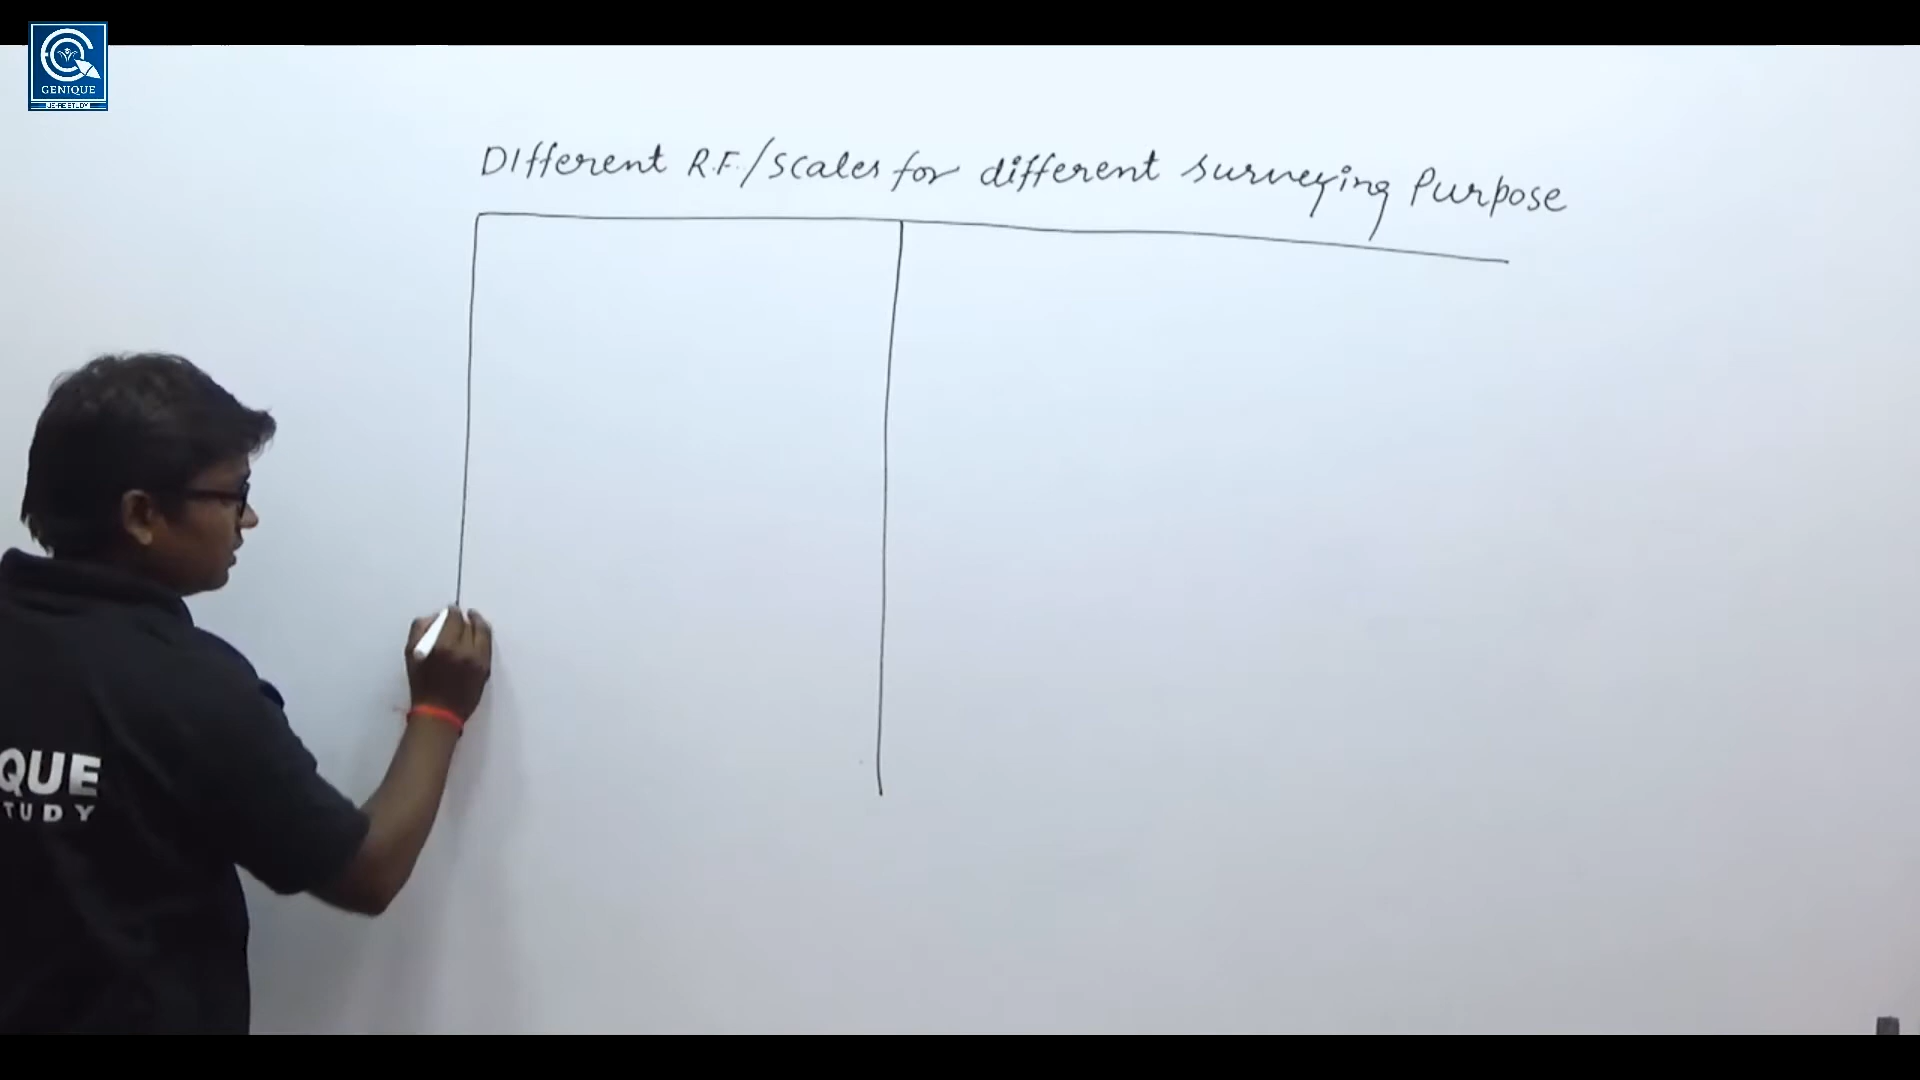 GENIQUE
Different R.F./Scales for different surveying Purpose
QUE
TUDY